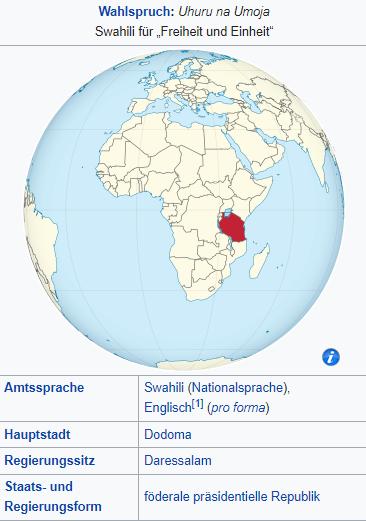 Wahlspruch: Uhuru na Umoja
Swahili für „Freiheit und Einheit“
i
Amtssprache
Swahili (Nationalsprache),
Englisch[1] (pro forma)
Hauptstadt
Dodoma
Regierungssitz
Daressalam
Staats- und
Regierungsform
föderale präsidentielle Republik